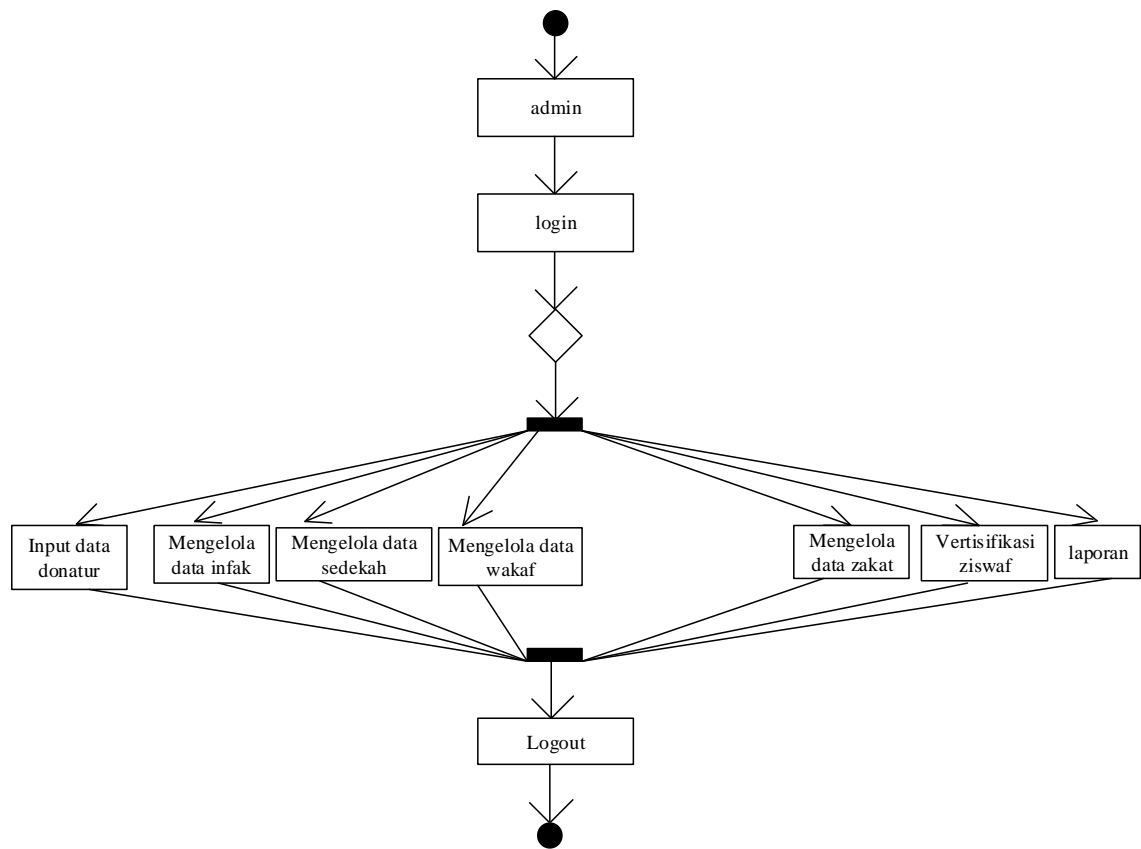 admin
login
Input data
donatur
Mengelola
data infak
Mengelola data
sedekah
Mengelola data
wakaf
Mengelola
data zakat
Vertisifikasi
ziswaf
laporan
Logout